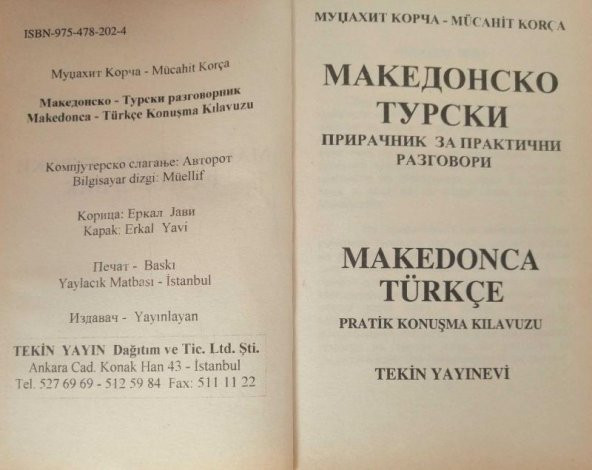 ISBN-975-478-202-4
Муџахит Корча - Mücahit Korça
Македонско - Турски разговорник
Makedonca - Türkçe Konuşma Kılavuzu
Компјутерско слагање: Авторот
Bilgisayar dizgi: Müellif
Корица: Еркал Јави
Kapak: Erkal Yavi
Печат - Baskı
Yaylacık Matbası - İstanbul
Издавач - Yayınlayan
TEKİN YAYIN Dağıtım ve Tic. Ltd. Şti.
Ankara Cad. Konak Han 43 - İstanbul
Tel. 527 69 69 - 512 59 84 Fax: 511 11 22
МУЏАХИТ КОРЧА - MÜCAHİT KORÇA
МАКЕДОНСКО
ТУРСКИ
ПРИРАЧНИК ЗА ПРАКТИЧНИ
РАЗГОВОРИ
MAKEDONCA
TÜRKÇE
PRATİK KONUŞMA KILAVUZU
TEKİN YAYINEVİ